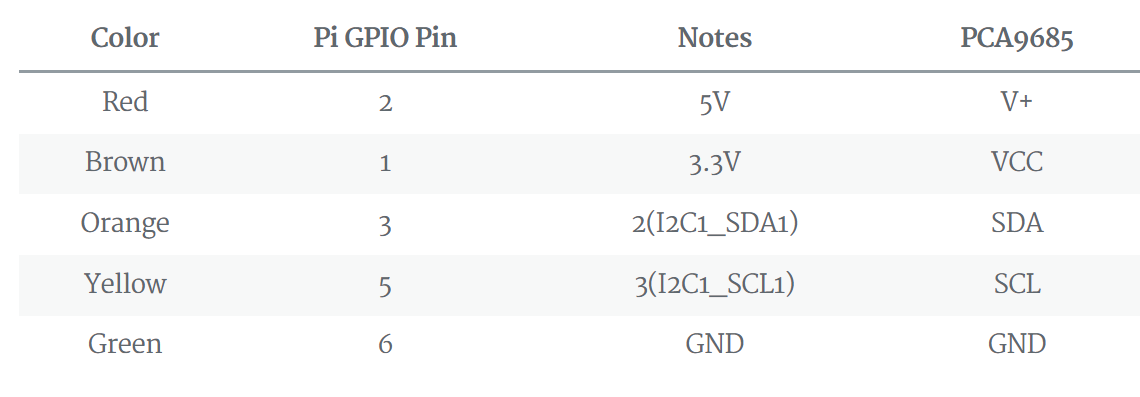 Color Pi GPIO Pin Notes PCA9685
Red 2 5V V+
Brown 1 3.3V VCC
Orange 3 2(I2C1_SDA1) SDA
Yellow 5 3(I2C1_SCL1) SCL
Green 6 GND GND